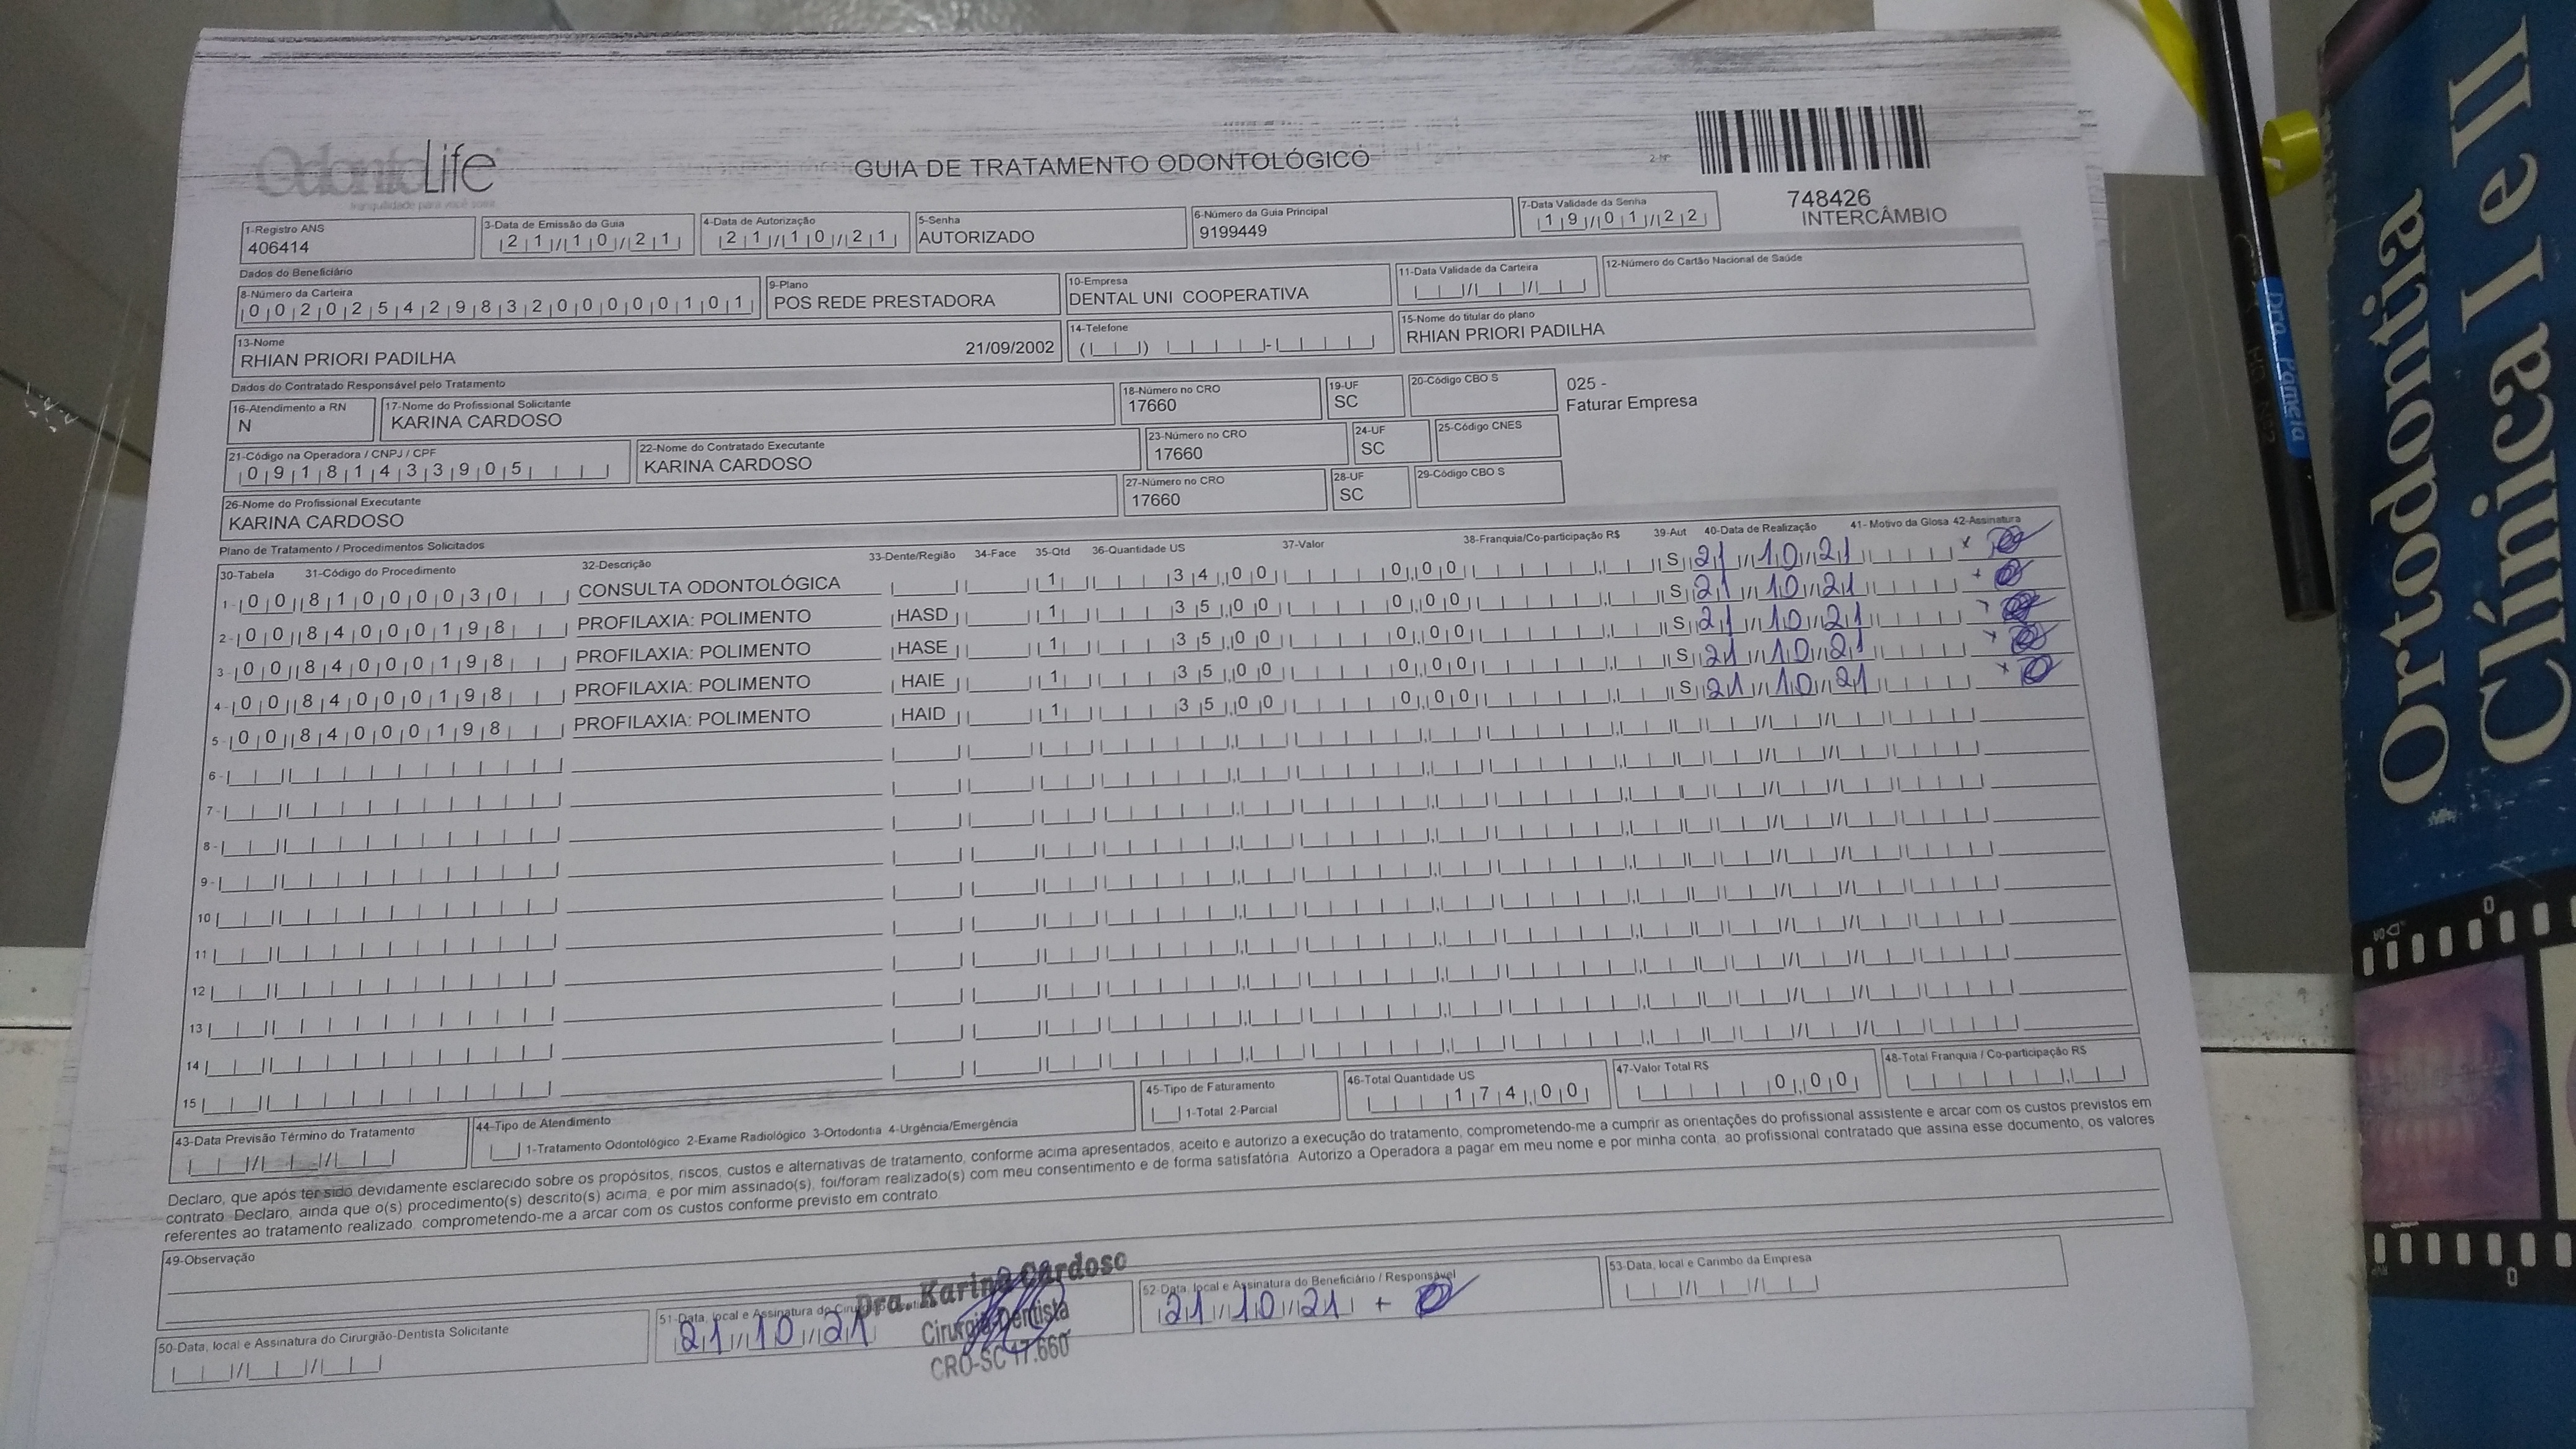 OdontoLife
tranquilidade para você sorrir
GUIA DE TRATAMENTO ODONTOLÓGICO
2-Nº
748426
INTERCÂMBIO
1-Registro ANS
406414
3-Data de Emissão da Guia
21/10/21
4-Data de Autorização
21/10/21
5-Senha
AUTORIZADO
6-Número da Guia Principal
9199449
7-Data Validade da Senha
19/01/22
Dados do Beneficiário
8-Número da Carteira
00202542983200000101
9-Plano
POS REDE PRESTADORA
10-Empresa
DENTAL UNI COOPERATIVA
11-Data Validade da Carteira
12-Número do Cartão Nacional de Saúde
13-Nome
RHIAN PRIORI PADILHA 21/09/2002
14-Telefone
15-Nome do titular do plano
RHIAN PRIORI PADILHA
Dados do Contratado Responsável pelo Tratamento
16-Atendimento a RN
N
17-Nome do Profissional Solicitante
KARINA CARDOSO
18-Número no CRO
17660
19-UF
SC
20-Código CBO S
025 -
Faturar Empresa
21-Código na Operadora / CNPJ / CPF
09181433905
22-Nome do Contratado Executante
KARINA CARDOSO
23-Número no CRO
17660
24-UF
SC
25-Código CNES
26-Nome do Profissional Executante
KARINA CARDOSO
27-Número no CRO
17660
28-UF
SC
29-Código CBO S
Plano de Tratamento / Procedimentos Solicitados
30-Tabela 31-Código do Procedimento 32-Descrição 33-Dente/Região 34-Face 35-Qtd 36-Quantidade US 37-Valor 38-Franquia/Co-participação R$ 39-Aut 40-Data de Realização 41- Motivo da Glosa 42-Assinatura
1- 00 81000030 CONSULTA ODONTOLÓGICA 1 34,00 0,00 S 21/10/21 x
2- 00 84000198 PROFILAXIA: POLIMENTO HASD 1 35,00 0,00 S 21/10/21 x
3- 00 84000198 PROFILAXIA: POLIMENTO HASE 1 35,00 0,00 S 21/10/21 x
4- 00 84000198 PROFILAXIA: POLIMENTO HAIE 1 35,00 0,00 S 21/10/21 x
5- 00 84000198 PROFILAXIA: POLIMENTO HAID 1 35,00 0,00 S 21/10/21 x
6-
7-
8-
9-
10
11
12
13
14
15
43-Data Previsão Término do Tratamento
44-Tipo de Atendimento
1-Tratamento Odontológico 2-Exame Radiológico 3-Ortodontia 4-Urgência/Emergência
45-Tipo de Faturamento
1-Total 2-Parcial
46-Total Quantidade US
174,00
47-Valor Total R$
0,00
48-Total Franquia / Co-participação R$
Declaro, que após ter sido devidamente esclarecido sobre os propósitos, riscos, custos e alternativas de tratamento, conforme acima apresentados, aceito e autorizo a execução do tratamento, comprometendo-me a cumprir as orientações do profissional assistente e arcar com os custos previstos em
contrato. Declaro, ainda que o(s) procedimento(s) descrito(s) acima, e por mim assinado(s), foi/foram realizado(s) com meu consentimento e de forma satisfatória. Autorizo a Operadora a pagar em meu nome e por minha conta, ao profissional contratado que assina esse documento, os valores
referentes ao tratamento realizado, comprometendo-me a arcar com os custos conforme previsto em contrato.
49-Observação
50-Data, local e Assinatura do Cirurgião-Dentista Solicitante
51-Data, local e Assinatura do
21/10/21
Dra. Karina Cardoso
Cirurgiã Dentista
CRO-SC 17.660
52-Data, local e Assinatura do Beneficiário / Responsável
21/10/21 +
53-Data, local e Carimbo da Empresa
Dra. Pamela
Ortodontia
Clínica I e II